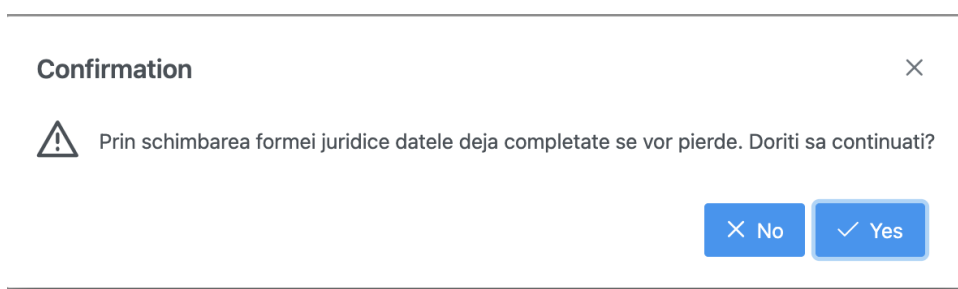 Confirmation
Prin schimbarea formei juridice datele deja completate se vor pierde. Doriti sa continuati?
No
Yes